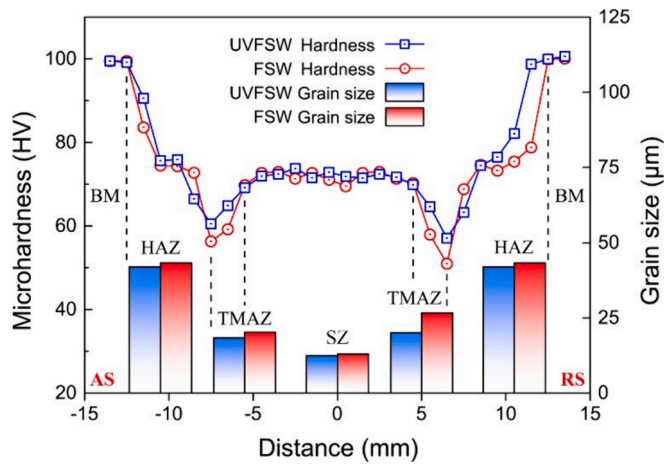 125
100
80
60
40
20
100
75
50
25
0
Microhardness (HV)
Grain size (μm)
UVFSW Hardness
FSW Hardness
UVFSW Grain size
FSW Grain size
BM
BM
HAZ
HAZ
TMAZ
SZ
TMAZ
AS
RS
-15
-10
-5
0
5
10
15
Distance (mm)